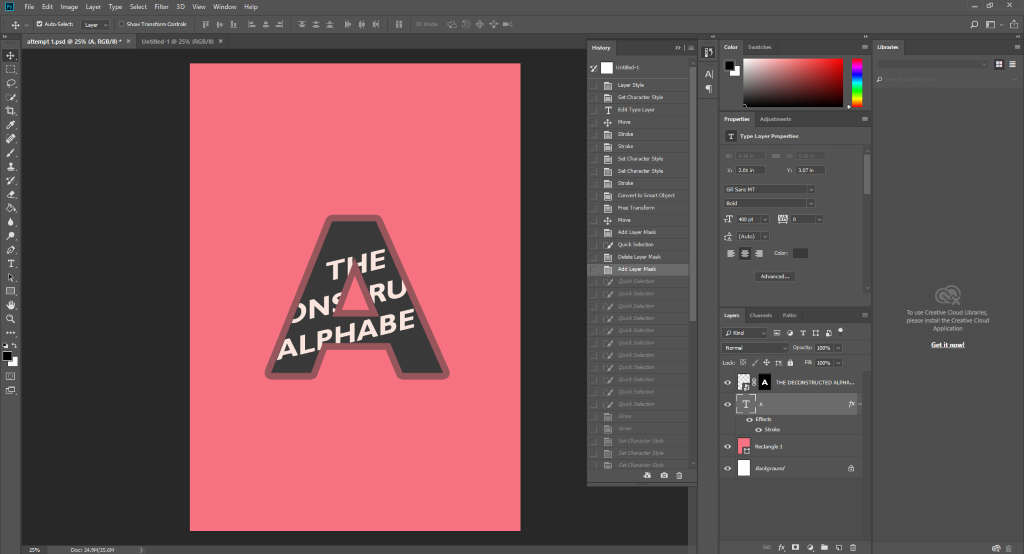 Ps File Edit Image Layer Type Select Filter 3D View Window Help
Auto-Select: Layer Show Transform Controls 3D Mode:
attempt 1.psd @ 25% (A, RGB/8) * × Untitled-1 @ 25% (RGB/8) ×
THE
ONSTRU
ALPHABE
25% Doc: 24.9M/25.6M
History
Untitled-1
Layer Style
Set Character Style
Edit Type Layer
Move
Stroke
Stroke
Set Character Style
Set Character Style
Stroke
Convert to Smart Object
Free Transform
Move
Add Layer Mask
Quick Selection
Delete Layer Mask
Add Layer Mask
Quick Selection
Quick Selection
Quick Selection
Quick Selection
Quick Selection
Quick Selection
Quick Selection
Quick Selection
Quick Selection
Quick Selection
Quick Selection
Set Character Style
Set Character Style
Set Character Style
Color Swatches
Properties Adjustments
T Type Layer Properties
X: 2.06 in Y: 3.87 in
Gill Sans MT
Bold
400 pt 0
(Auto)
Color:
Advanced...
Layers Channels Paths
Kind
Normal Opacity: 100%
Lock: Fill: 100%
A THE DECONSTRUCTED ALPHA...
T A fx
Effects
Stroke
Rectangle 1
Background
Libraries
To use Creative Cloud Libraries,
please install the Creative Cloud
Application
Get it now!